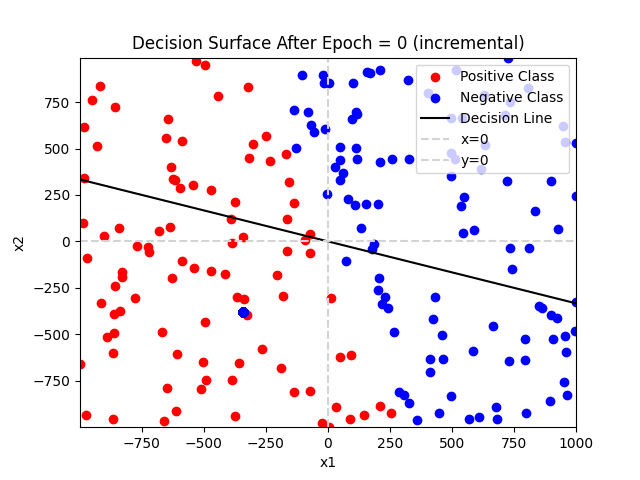 Decision Surface After Epoch = 0 (incremental)
Positive Class
Negative Class
Decision Line
x=0
y=0
x2
750
500
250
0
−250
−500
−750
−750
−500
−250
0
250
500
750
1000
x1